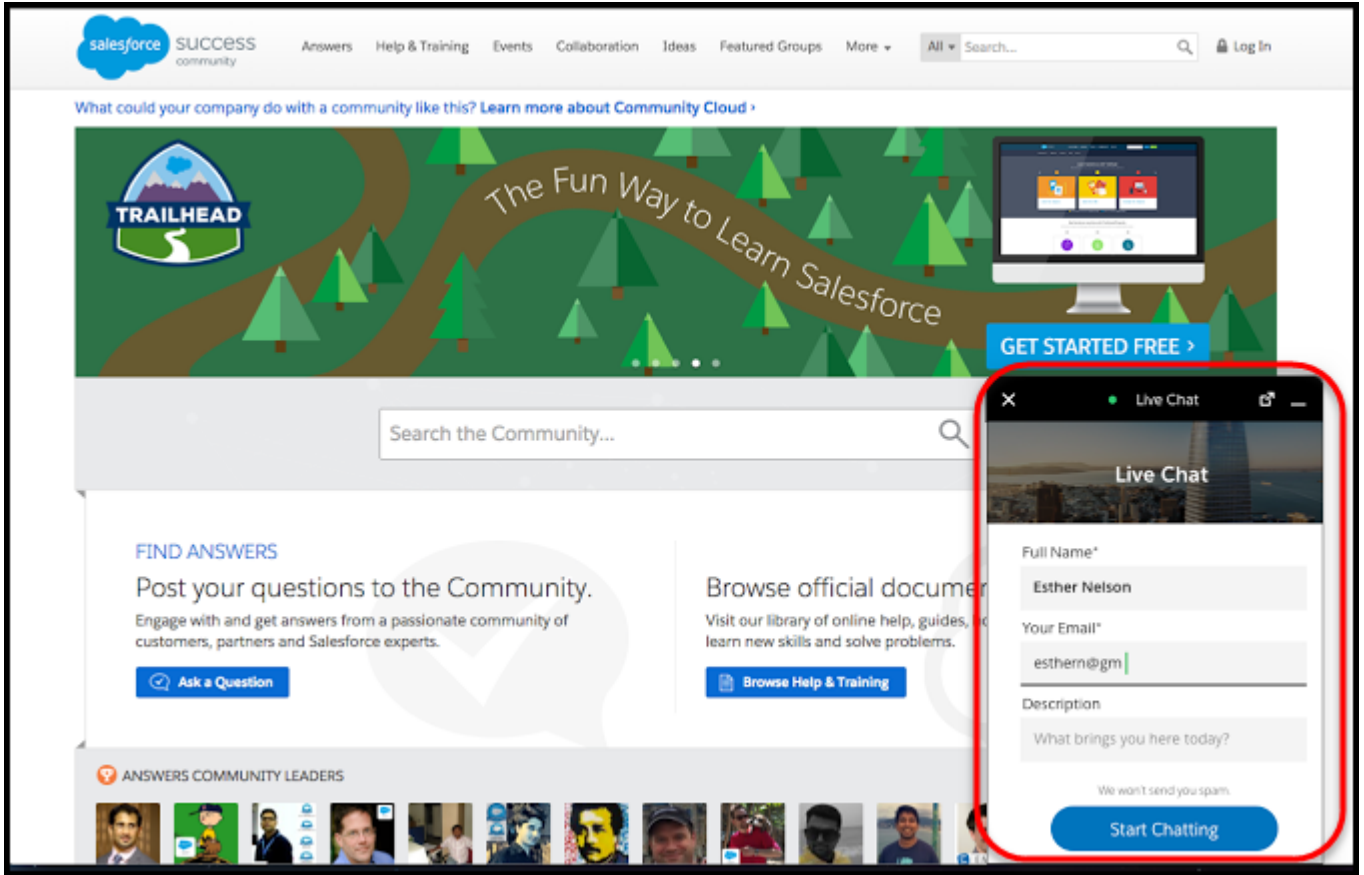 salesforce
success
community
Answers Help & Training Events Collaboration Ideas Featured Groups More All Search... Log In
What could your company do with a community like this? Learn more about Community Cloud ›
TRAILHEAD
The Fun Way to Learn Salesforce
GET STARTED FREE >
Live Chat
Search the Community...
Live Chat
Full Name*
Esther Nelson
Your Email*
esthern@gm
Description
What brings you here today?
We won't send you spam.
Start Chatting
FIND ANSWERS
Post your questions to the Community.
Engage with and get answers from a passionate community of
customers, partners and Salesforce experts.
Ask a Question
Browse official documen
Visit our library of online help, guides,
learn new skills and solve problems.
Browse Help & Training
ANSWERS COMMUNITY LEADERS